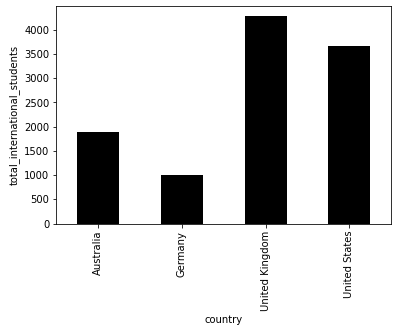 total_international_students
4000
3500
3000
2500
2000
1500
1000
500
0
Australia
Germany
United Kingdom
United States
country